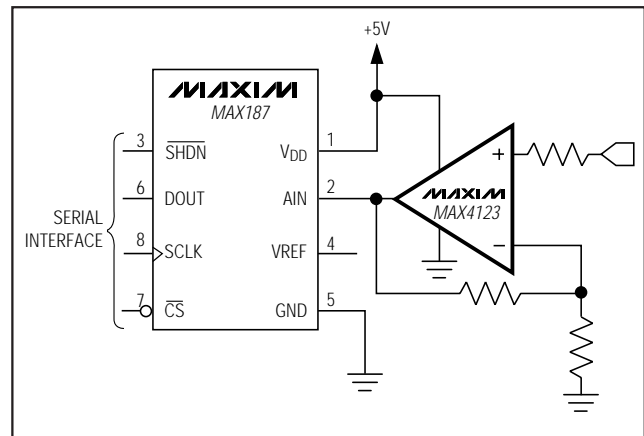 +5V
MAXIM
MAX187
3 SHDN
6 DOUT
8 SCLK
7 CS
SERIAL
INTERFACE
VDD 1
AIN 2
VREF 4
GND 5
+
MAXIM
MAX4123
−